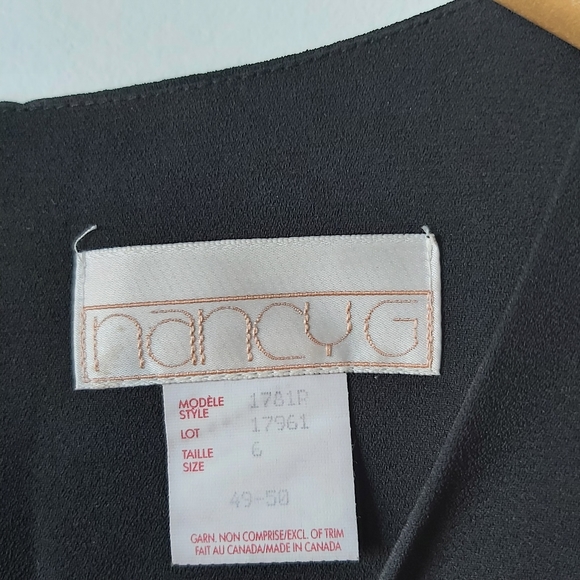 nancy G
MODÈLE
STYLE 1781R
LOT 17961
TAILLE
SIZE 6
49-50
GARN. NON COMPRISE/EXCL. OF TRIM
FAIT AU CANADA/MADE IN CANADA